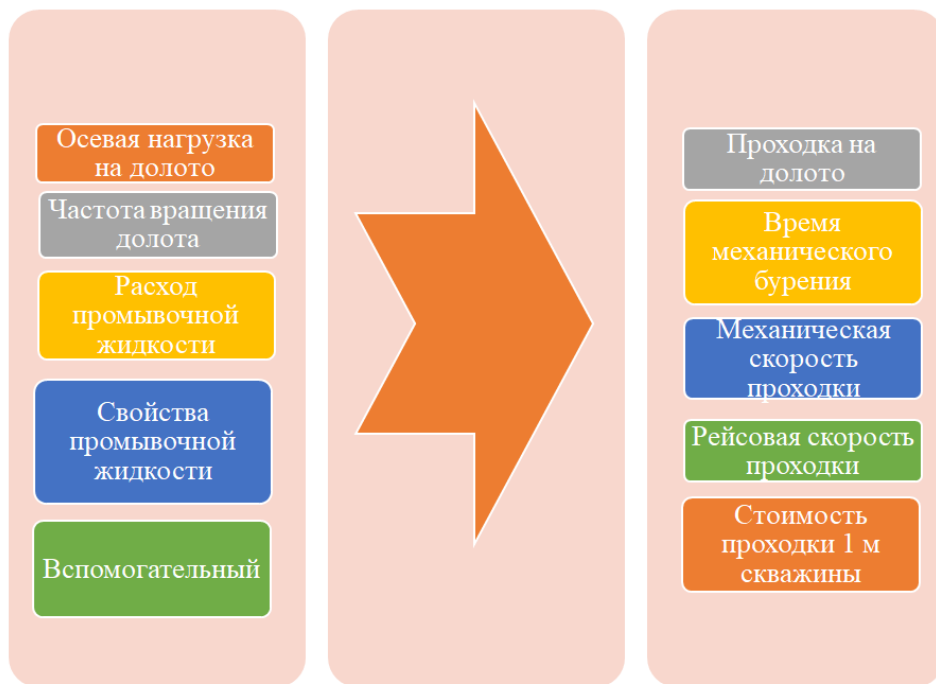 Осевая нагрузка
на долото
Частота вращения
долота
Расход
промывочной
жидкости
Свойства
промывочной
жидкости
Вспомогательный
Проходка на
долото
Время
механического
бурения
Механическая
скорость
проходки
Рейсовая скорость
проходки
Стоимость
проходки 1 м
скважины